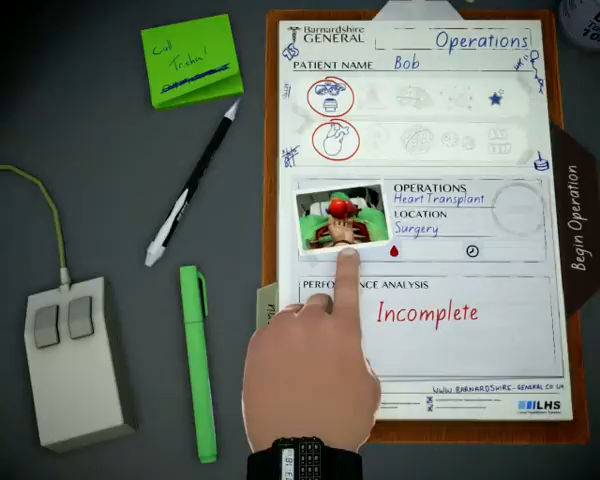 Call
Trisha!
Barnardshire
GENERAL
Operations
PATIENT NAME Bob
OPERATIONS
Heart Transplant
LOCATION
Surgery
PERFORMANCE ANALYSIS
Incomplete
WWW.BARNARDSHIRE-GENERAL.CO.UK
LHS
Begin Operation